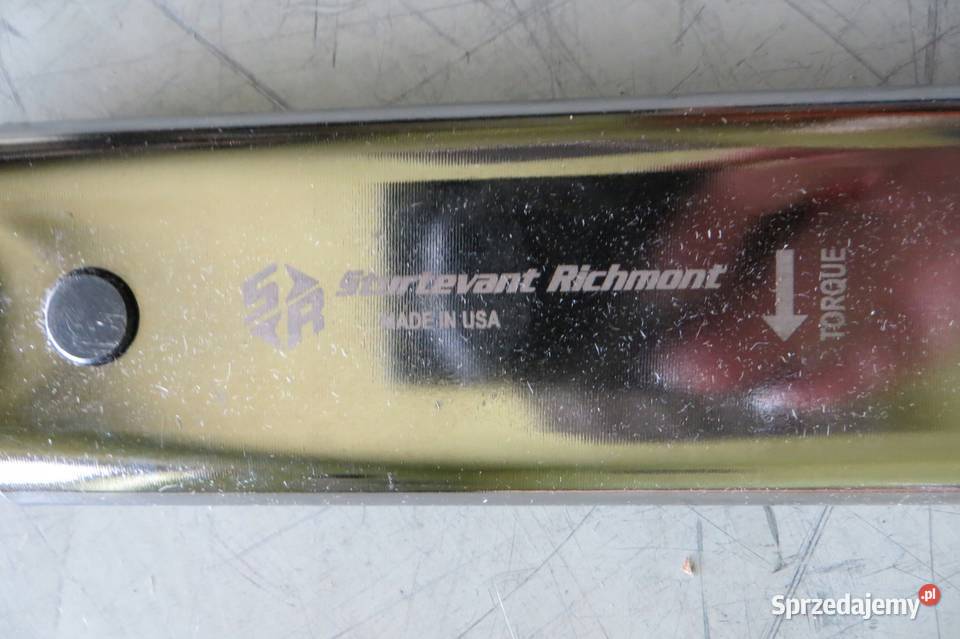 SR Sturtevant Richmont
MADE IN USA
TORQUE
Sprzedajemy.pl